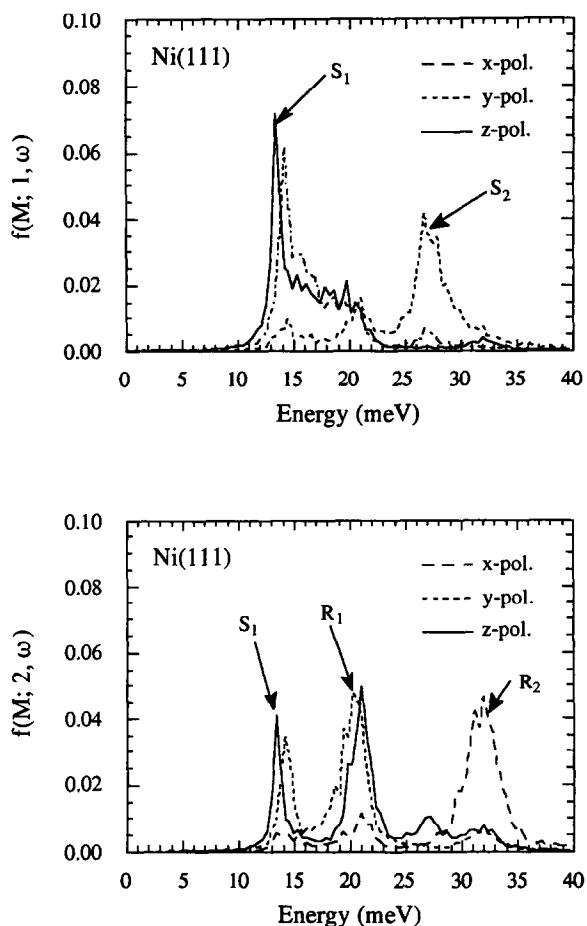 0.10
Ni(111)
S1
x-pol.
y-pol.
z-pol.
0.08
0.06
S2
0.04
0.02
0.00
f(M; 1, ω)
0 5 10 15 20 25 30 35 40
Energy (meV)
0.10
Ni(111)
x-pol.
y-pol.
z-pol.
0.08
S1
R1
0.06
R2
0.04
0.02
0.00
f(M; 2, ω)
0 5 10 15 20 25 30 35 40
Energy (meV)